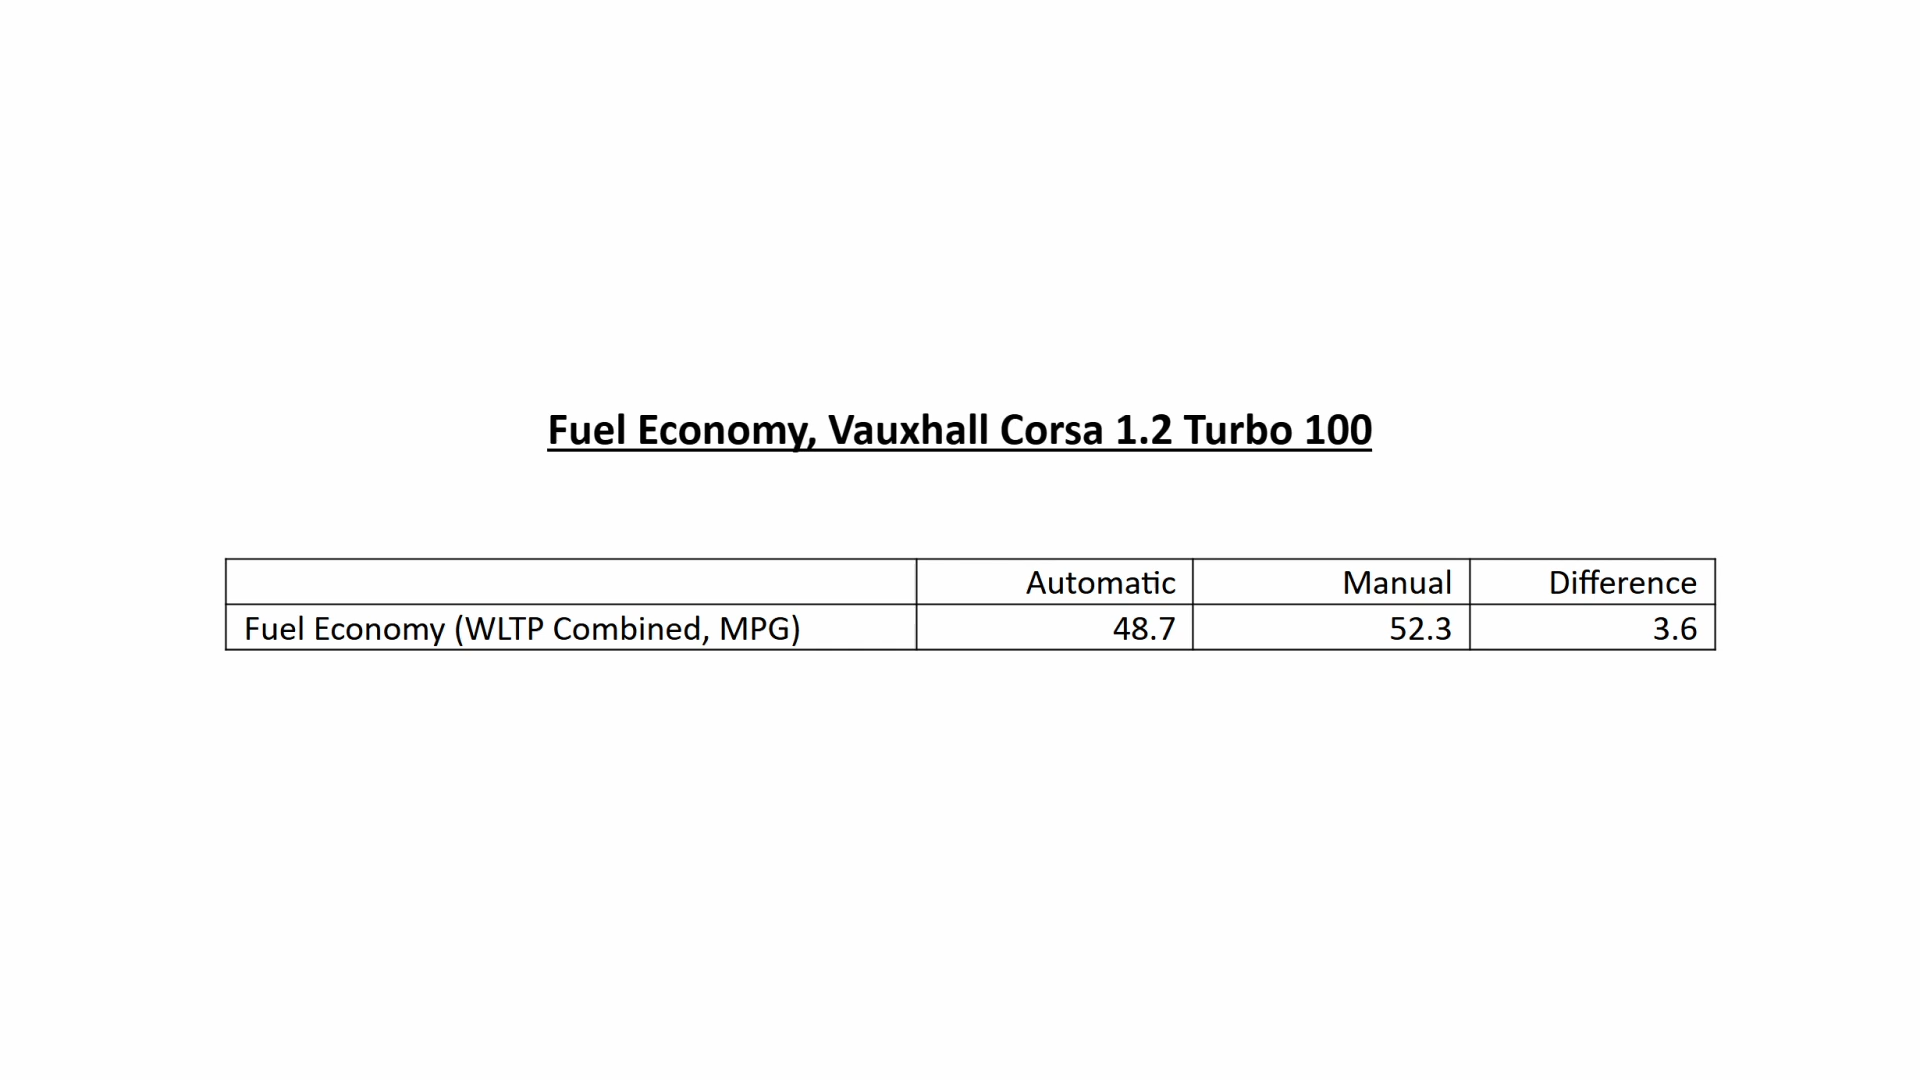 Fuel Economy, Vauxhall Corsa 1.2 Turbo 100
Automatic Manual Difference
Fuel Economy (WLTP Combined, MPG) 48.7 52.3 3.6